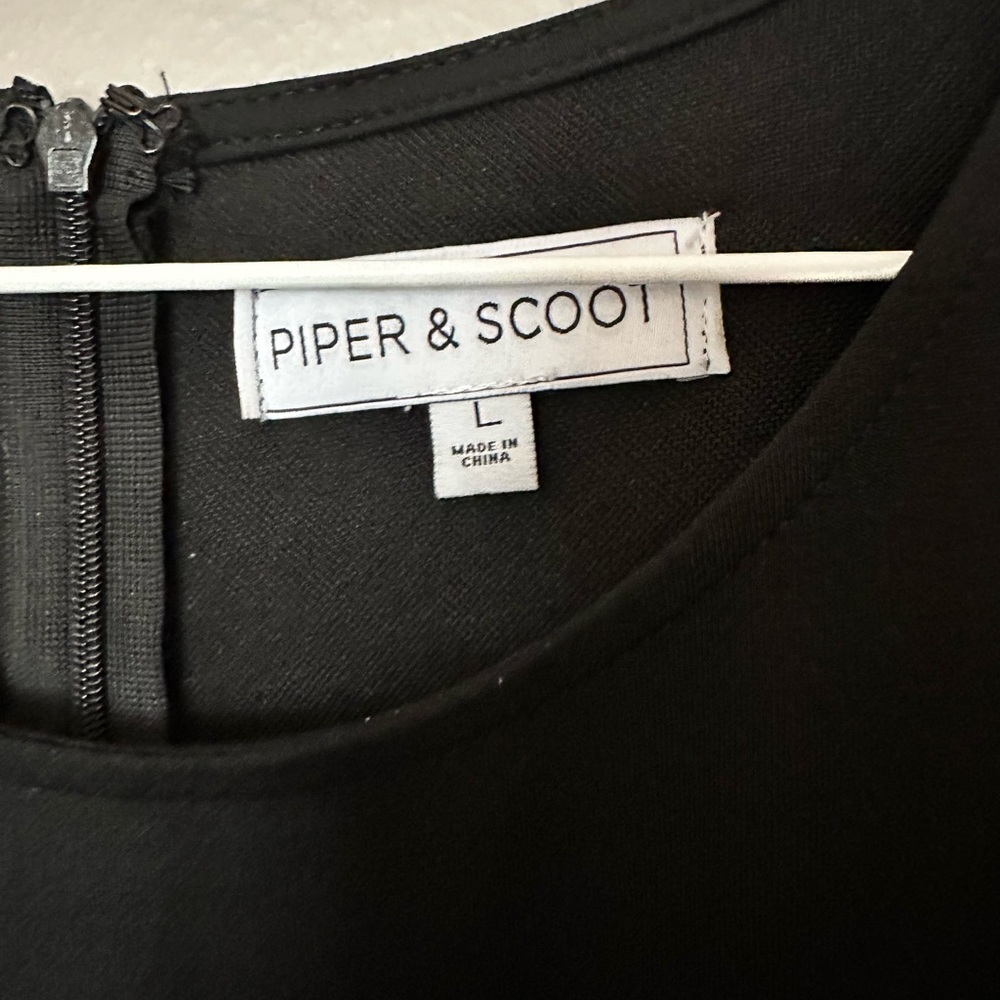 PIPER & SCOOT
L
MADE IN
CHINA